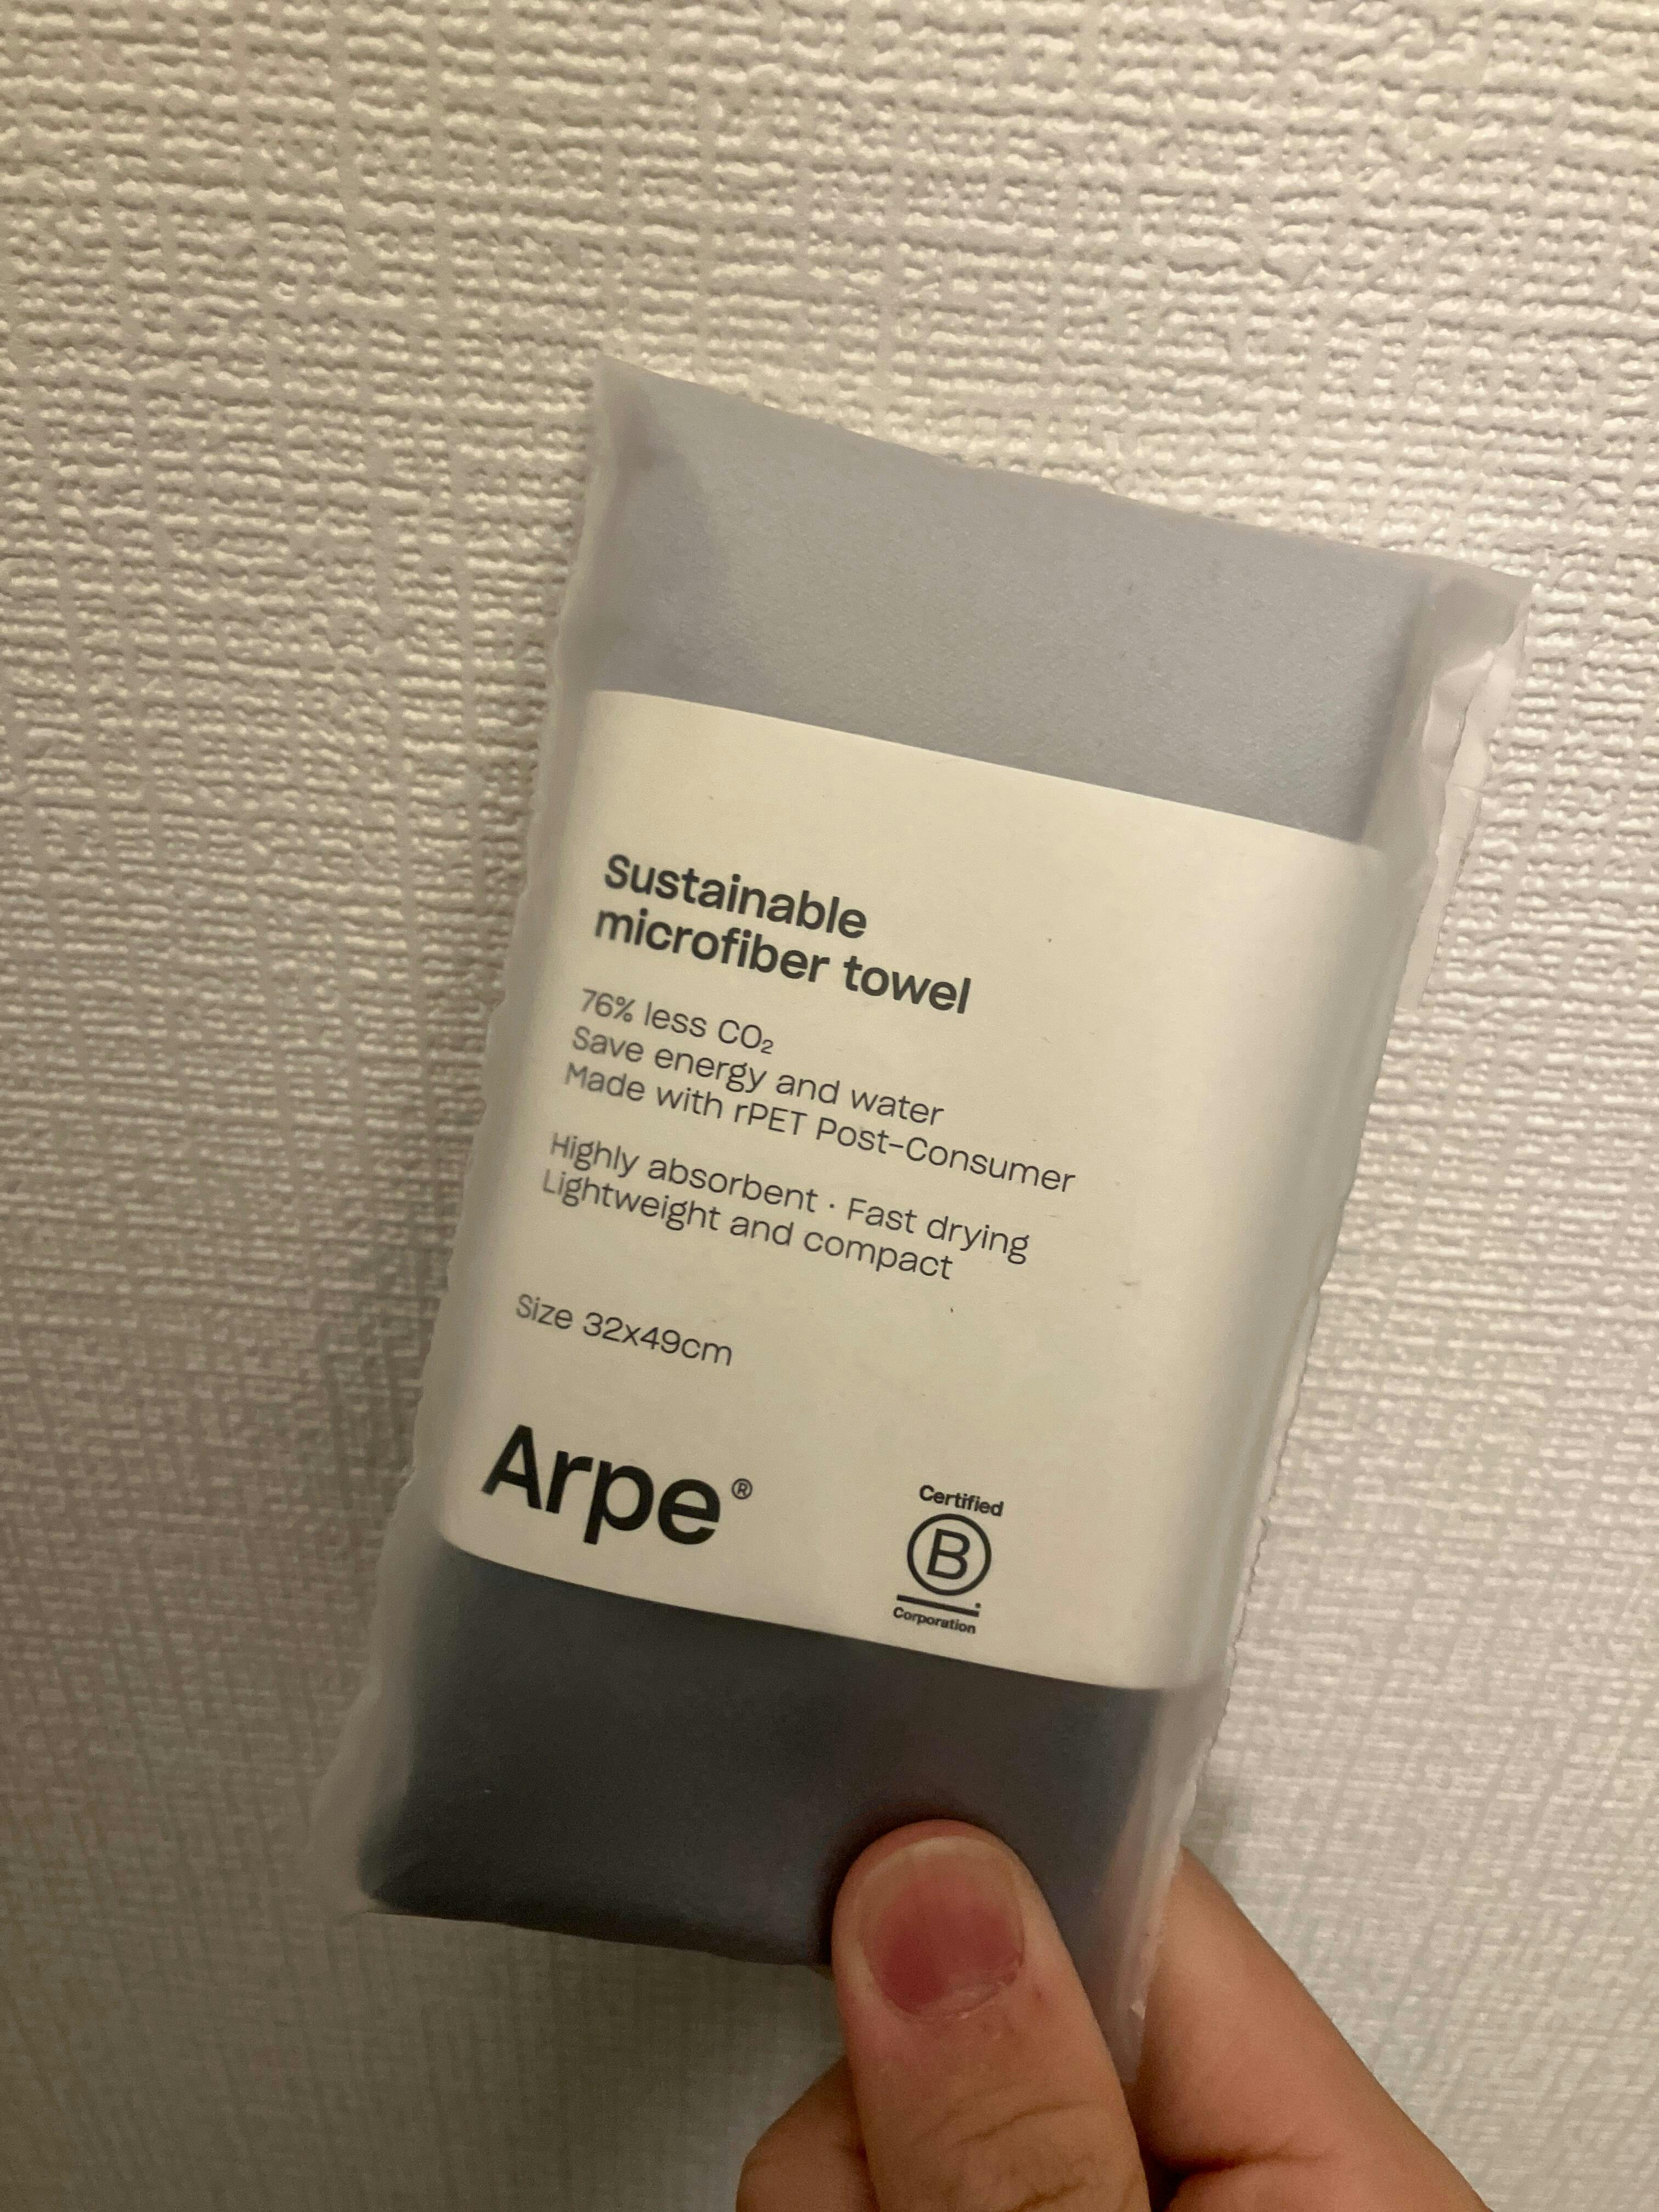 Sustainable
microfiber towel
76% less CO₂
Save energy and water
Made with rPET Post-Consumer
Highly absorbent · Fast drying
Lightweight and compact
Size 32x49cm
Arpe®
Certified
B
Corporation